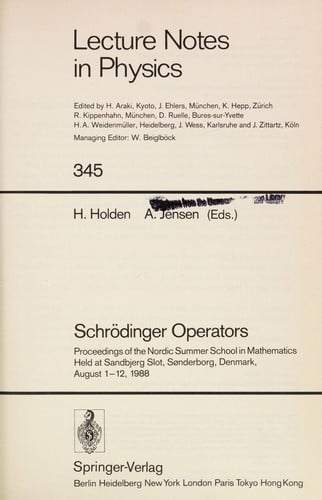 Lecture Notes
in Physics
Edited by H. Araki, Kyoto, J. Ehlers, München, K. Hepp, Zürich
R. Kippenhahn, München, D. Ruelle, Bures-sur-Yvette
H. A. Weidenmüller, Heidelberg, J. Wess, Karlsruhe and J. Zittartz, Köln
Managing Editor: W. Beiglböck
345
from the Library
H. Holden A. Jensen (Eds.)
Schrödinger Operators
Proceedings of the Nordic Summer School in Mathematics
Held at Sandbjerg Slot, Sønderborg, Denmark,
August 1–12, 1988
Springer-Verlag
Berlin Heidelberg New York London Paris Tokyo Hong Kong